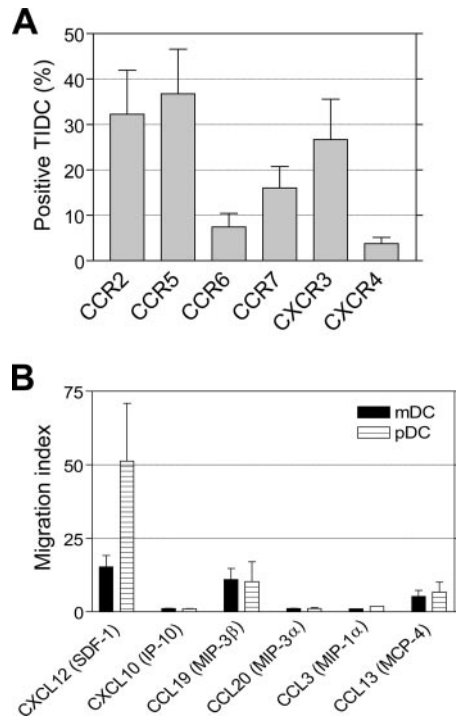 A
Positive TIDC (%)
50
40
30
20
10
0
CCR2
CCR5
CCR6
CCR7
CXCR3
CXCR4
B
Migration index
75
50
25
0
mDC
pDC
CXCL12 (SDF-1)
CXCL10 (IP-10)
CCL19 (MIP-3β)
CCL20 (MIP-3α)
CCL3 (MIP-1α)
CCL13 (MCP-4)